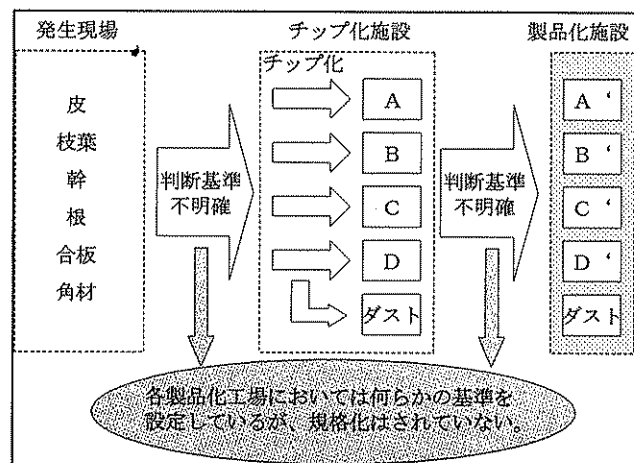 発生現場
チップ化施設
製品化施設
皮
枝葉
幹
根
合板
角材
判断基準
不明確
チップ化
A
B
C
D
ダスト
判断基準
不明確
A‘
B‘
C‘
D‘
ダスト
各製品化工場においては何らかの基準を
設定しているが、規格化はされていない。